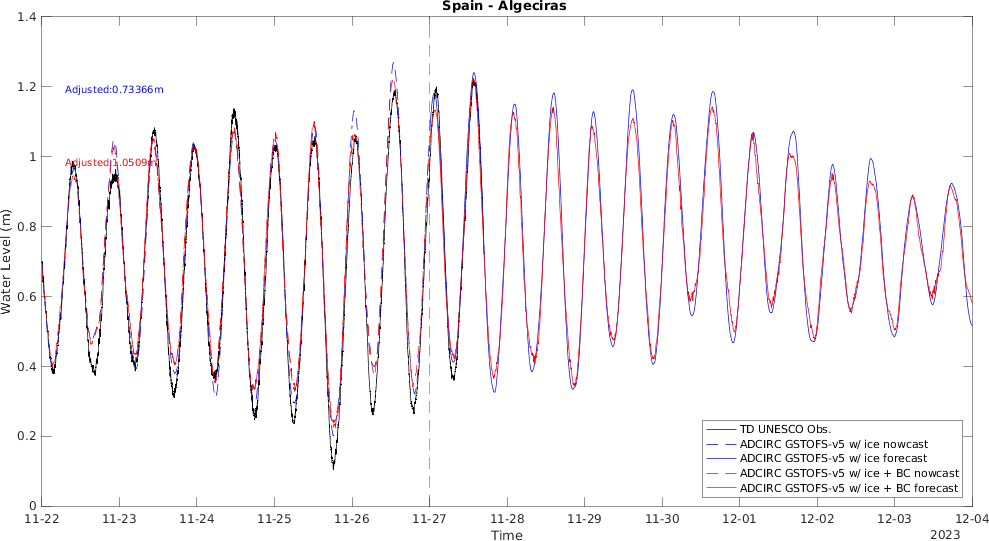 Spain - Algeciras
1.4
1.2
1
0.8
0.6
0.4
0.2
0
Water Level (m)
Adjusted:0.73366m
Adjusted:1.0509m
TD UNESCO Obs.
ADCIRC GSTOFS-v5 w/ ice nowcast
ADCIRC GSTOFS-v5 w/ ice forecast
ADCIRC GSTOFS-v5 w/ ice + BC nowcast
ADCIRC GSTOFS-v5 w/ ice + BC forecast
11-22 11-23 11-24 11-25 11-26 11-27 11-28 11-29 11-30 12-01 12-02 12-03 12-04
Time
2023